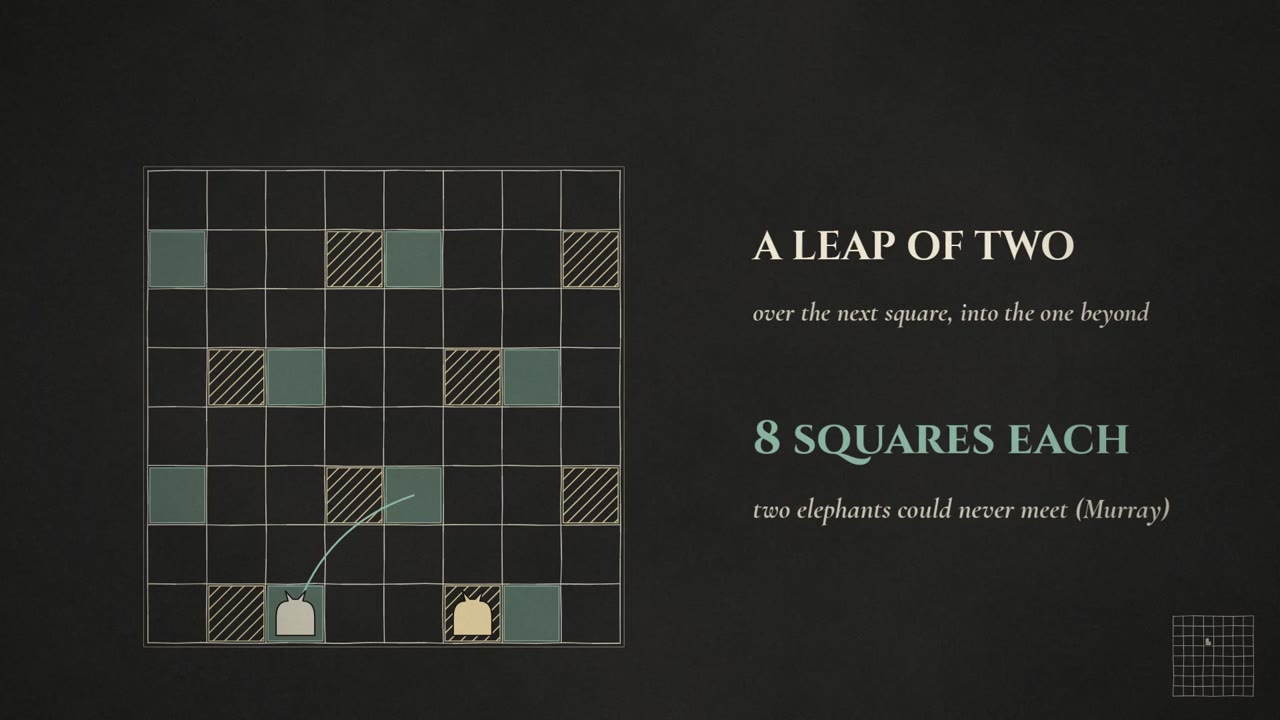 A LEAP OF TWO
over the next square, into the one beyond
8 SQUARES EACH
two elephants could never meet (Murray)